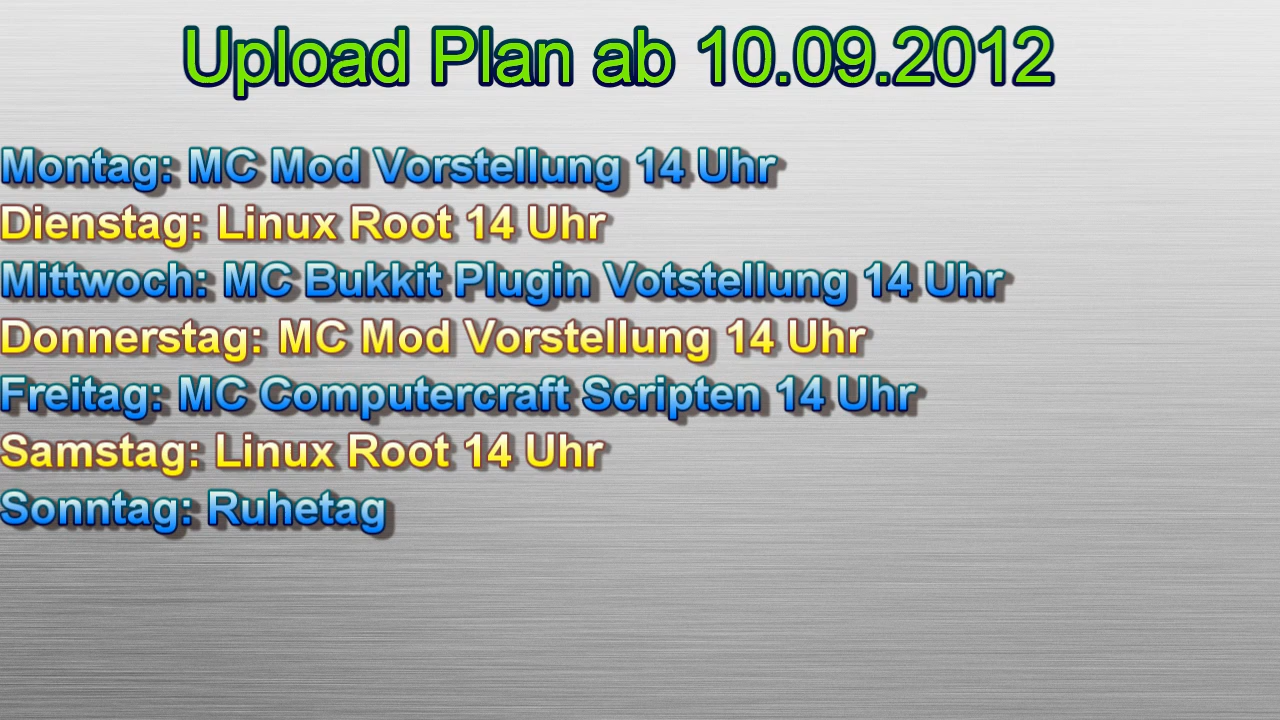 Upload Plan ab 10.09.2012
Montag: MC Mod Vorstellung 14 Uhr
Dienstag: Linux Root 14 Uhr
Mittwoch: MC Bukkit Plugin Votstellung 14 Uhr
Donnerstag: MC Mod Vorstellung 14 Uhr
Freitag: MC Computercraft Scripten 14 Uhr
Samstag: Linux Root 14 Uhr
Sonntag: Ruhetag